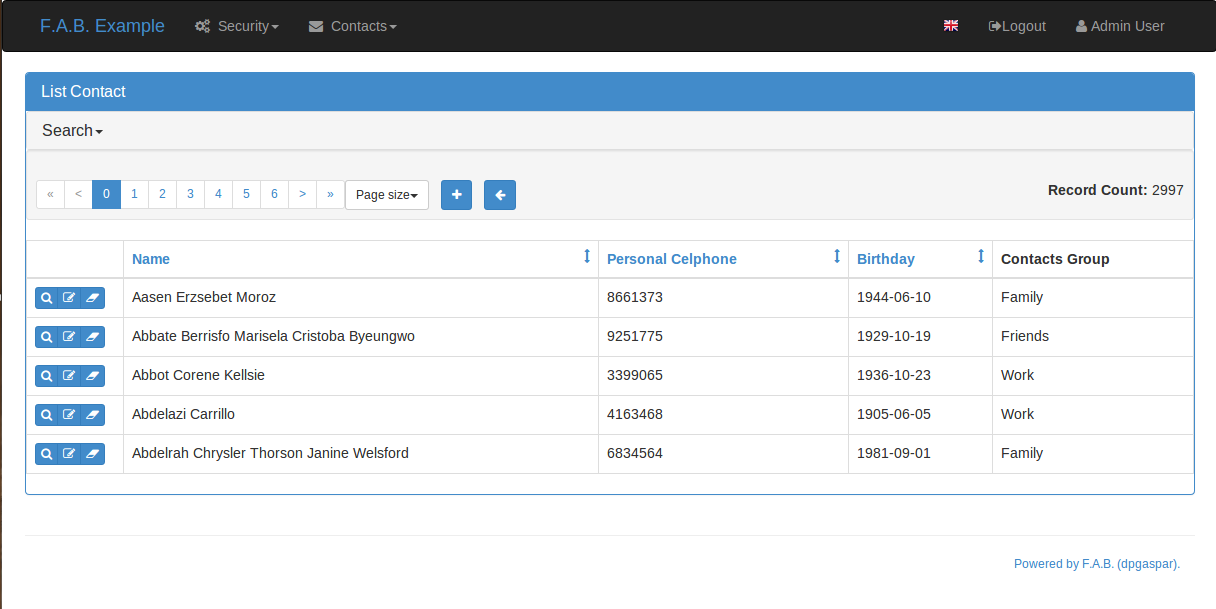 F.A.B. Example Security Contacts Logout Admin User
List Contact
Search
« < 0 1 2 3 4 5 6 > » Page size Record Count: 2997
Name Personal Celphone Birthday Contacts Group
Aasen Erzsebet Moroz 8661373 1944-06-10 Family
Abbate Berrisfo Marisela Cristoba Byeungwo 9251775 1929-10-19 Friends
Abbot Corene Kellsie 3399065 1936-10-23 Work
Abdelazi Carrillo 4163468 1905-06-05 Work
Abdelrah Chrysler Thorson Janine Welsford 6834564 1981-09-01 Family
Powered by F.A.B. (dpgaspar).